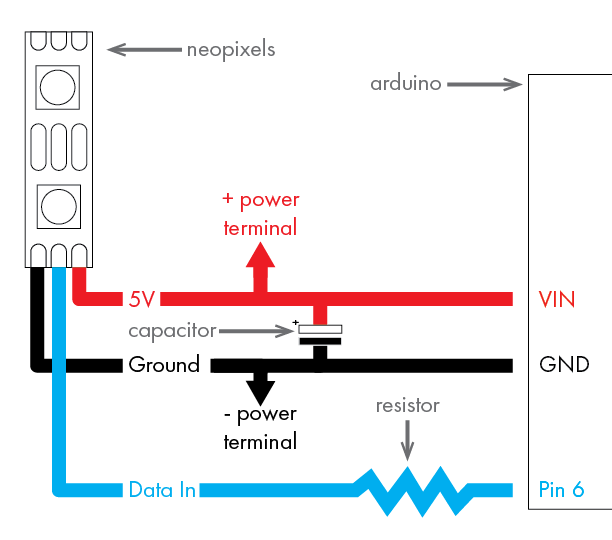 neopixels
arduino
+ power
terminal
5V
VIN
capacitor
+
Ground
GND
- power
terminal
resistor
Data In
Pin 6